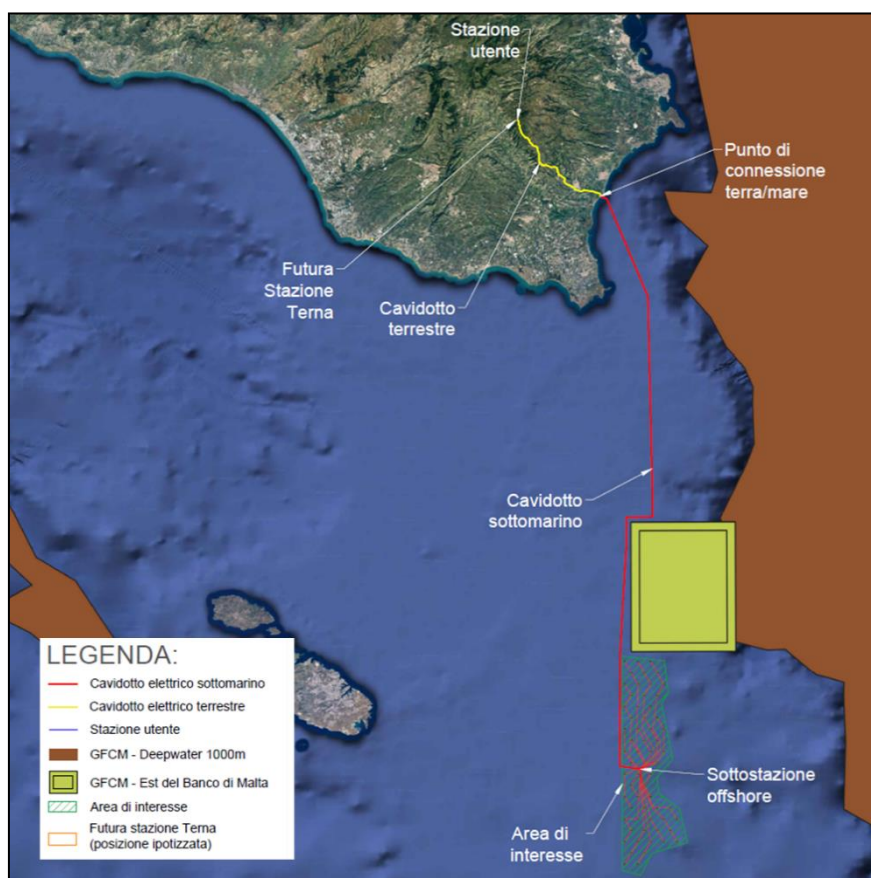 Stazione
utente
Punto di
connessione
terra/mare
Futura
Stazione
Terna
Cavidotto
terrestre
Cavidotto
sottomarino
LEGENDA:
Cavidotto elettrico sottomarino
Cavidotto elettrico terrestre
Stazione utente
GFCM - Deepwater 1000m
GFCM - Est del Banco di Malta
Area di interesse
Futura stazione Terna
(posizione ipotizzata)
Sottostazione
offshore
Area di
interesse